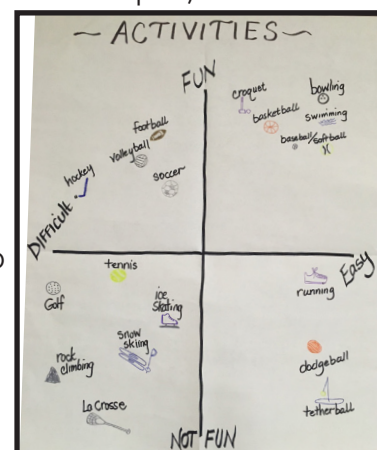 ~ ACTIVITIES ~
FUN
croquet
bowling
basketball
swimming
baseball/softball
football
volleyball
soccer
hockey
DIFFICULT
Easy
tennis
Golf
ice
skating
snow
skiing
rock
climbing
La Crosse
running
dodgeball
tetherball
NOT FUN